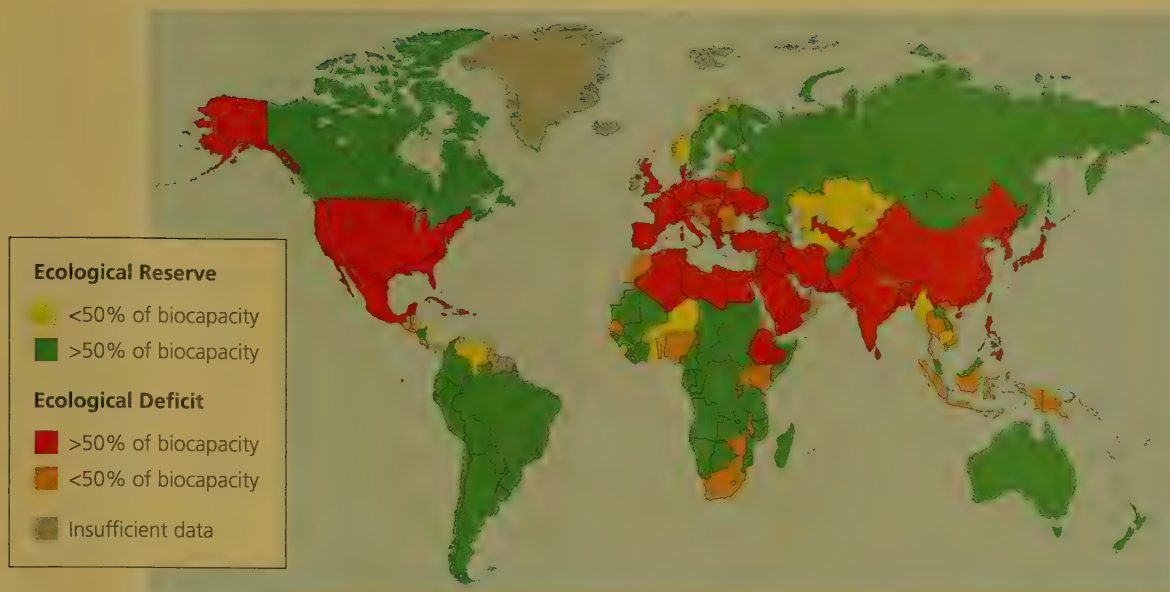 Ecological Reserve
<50% of biocapacity
>50% of biocapacity
Ecological Deficit
>50% of biocapacity
<50% of biocapacity
Insufficient data